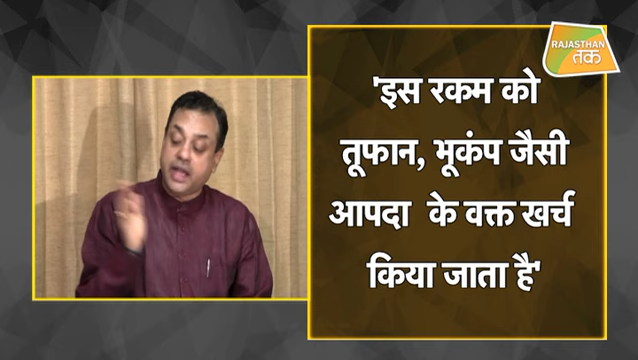 RAJASTHAN
तक
'इस रकम को
तूफान, भूकंप जैसी
आपदा के वक्त खर्च
किया जाता है'